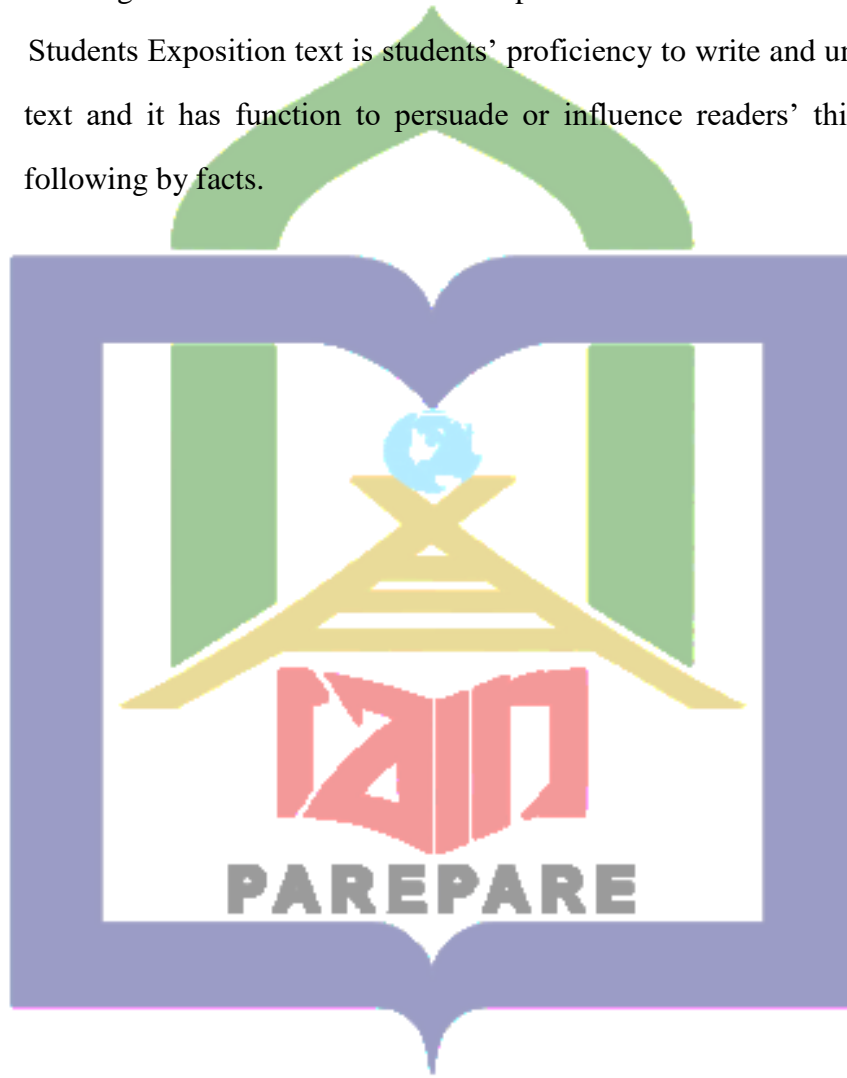 Students Exposition text is students’ proficiency to write and
text and it has function to persuade or influence readers’
following by facts.
iain
PAREPARE